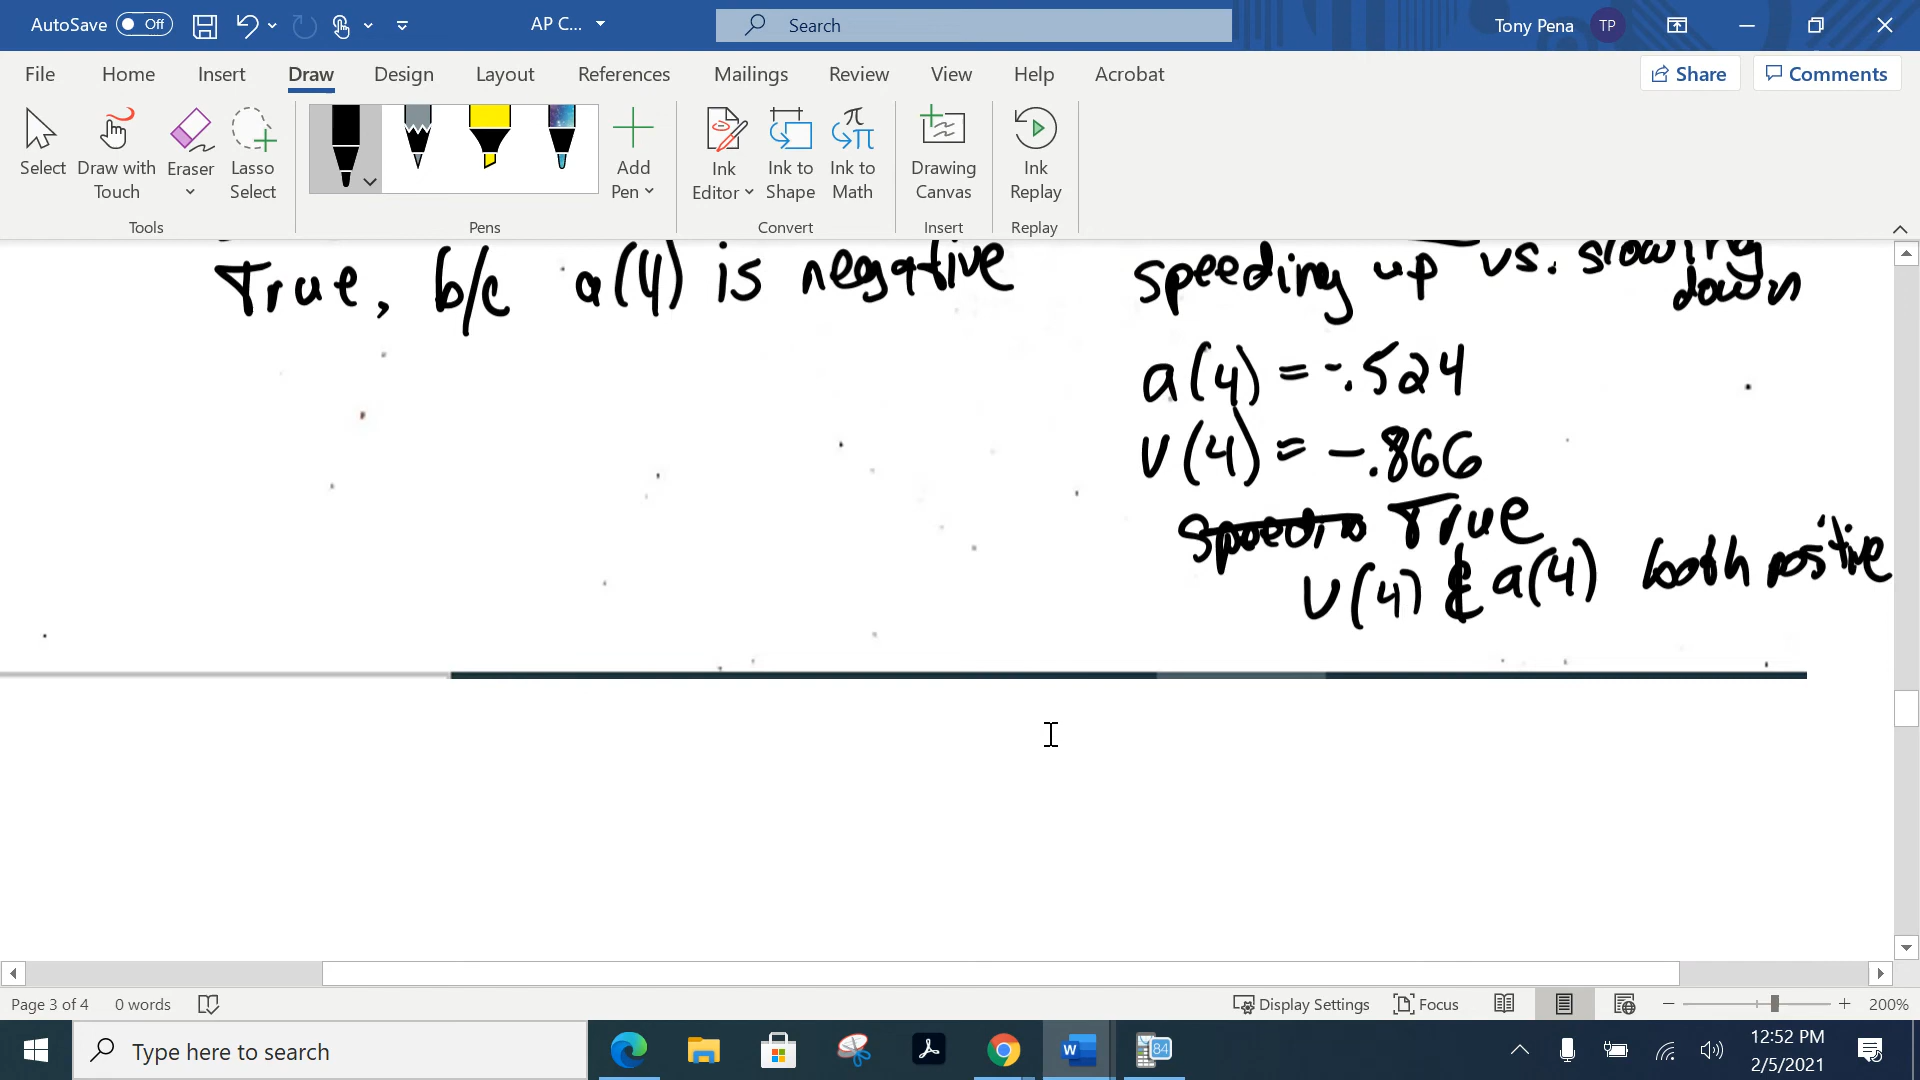 AutoSave Off AP C... Search Tony Pena TP
File Home Insert Draw Design Layout References Mailings Review View Help Acrobat Share Comments
Select Draw with Touch Eraser Lasso Select Add Pen Ink Editor Ink to Shape Ink to Math Drawing Canvas Ink Replay
Tools Pens Convert Insert Replay
True, b/c a(4) is negative
speeding up vs. slowing
down
a(4) = -.524
v(4) = -.866
True
v(4) & a(4) both positive
Page 3 of 4 0 words Display Settings Focus 200%
Type here to search W 84 12:52 PM
2/5/2021